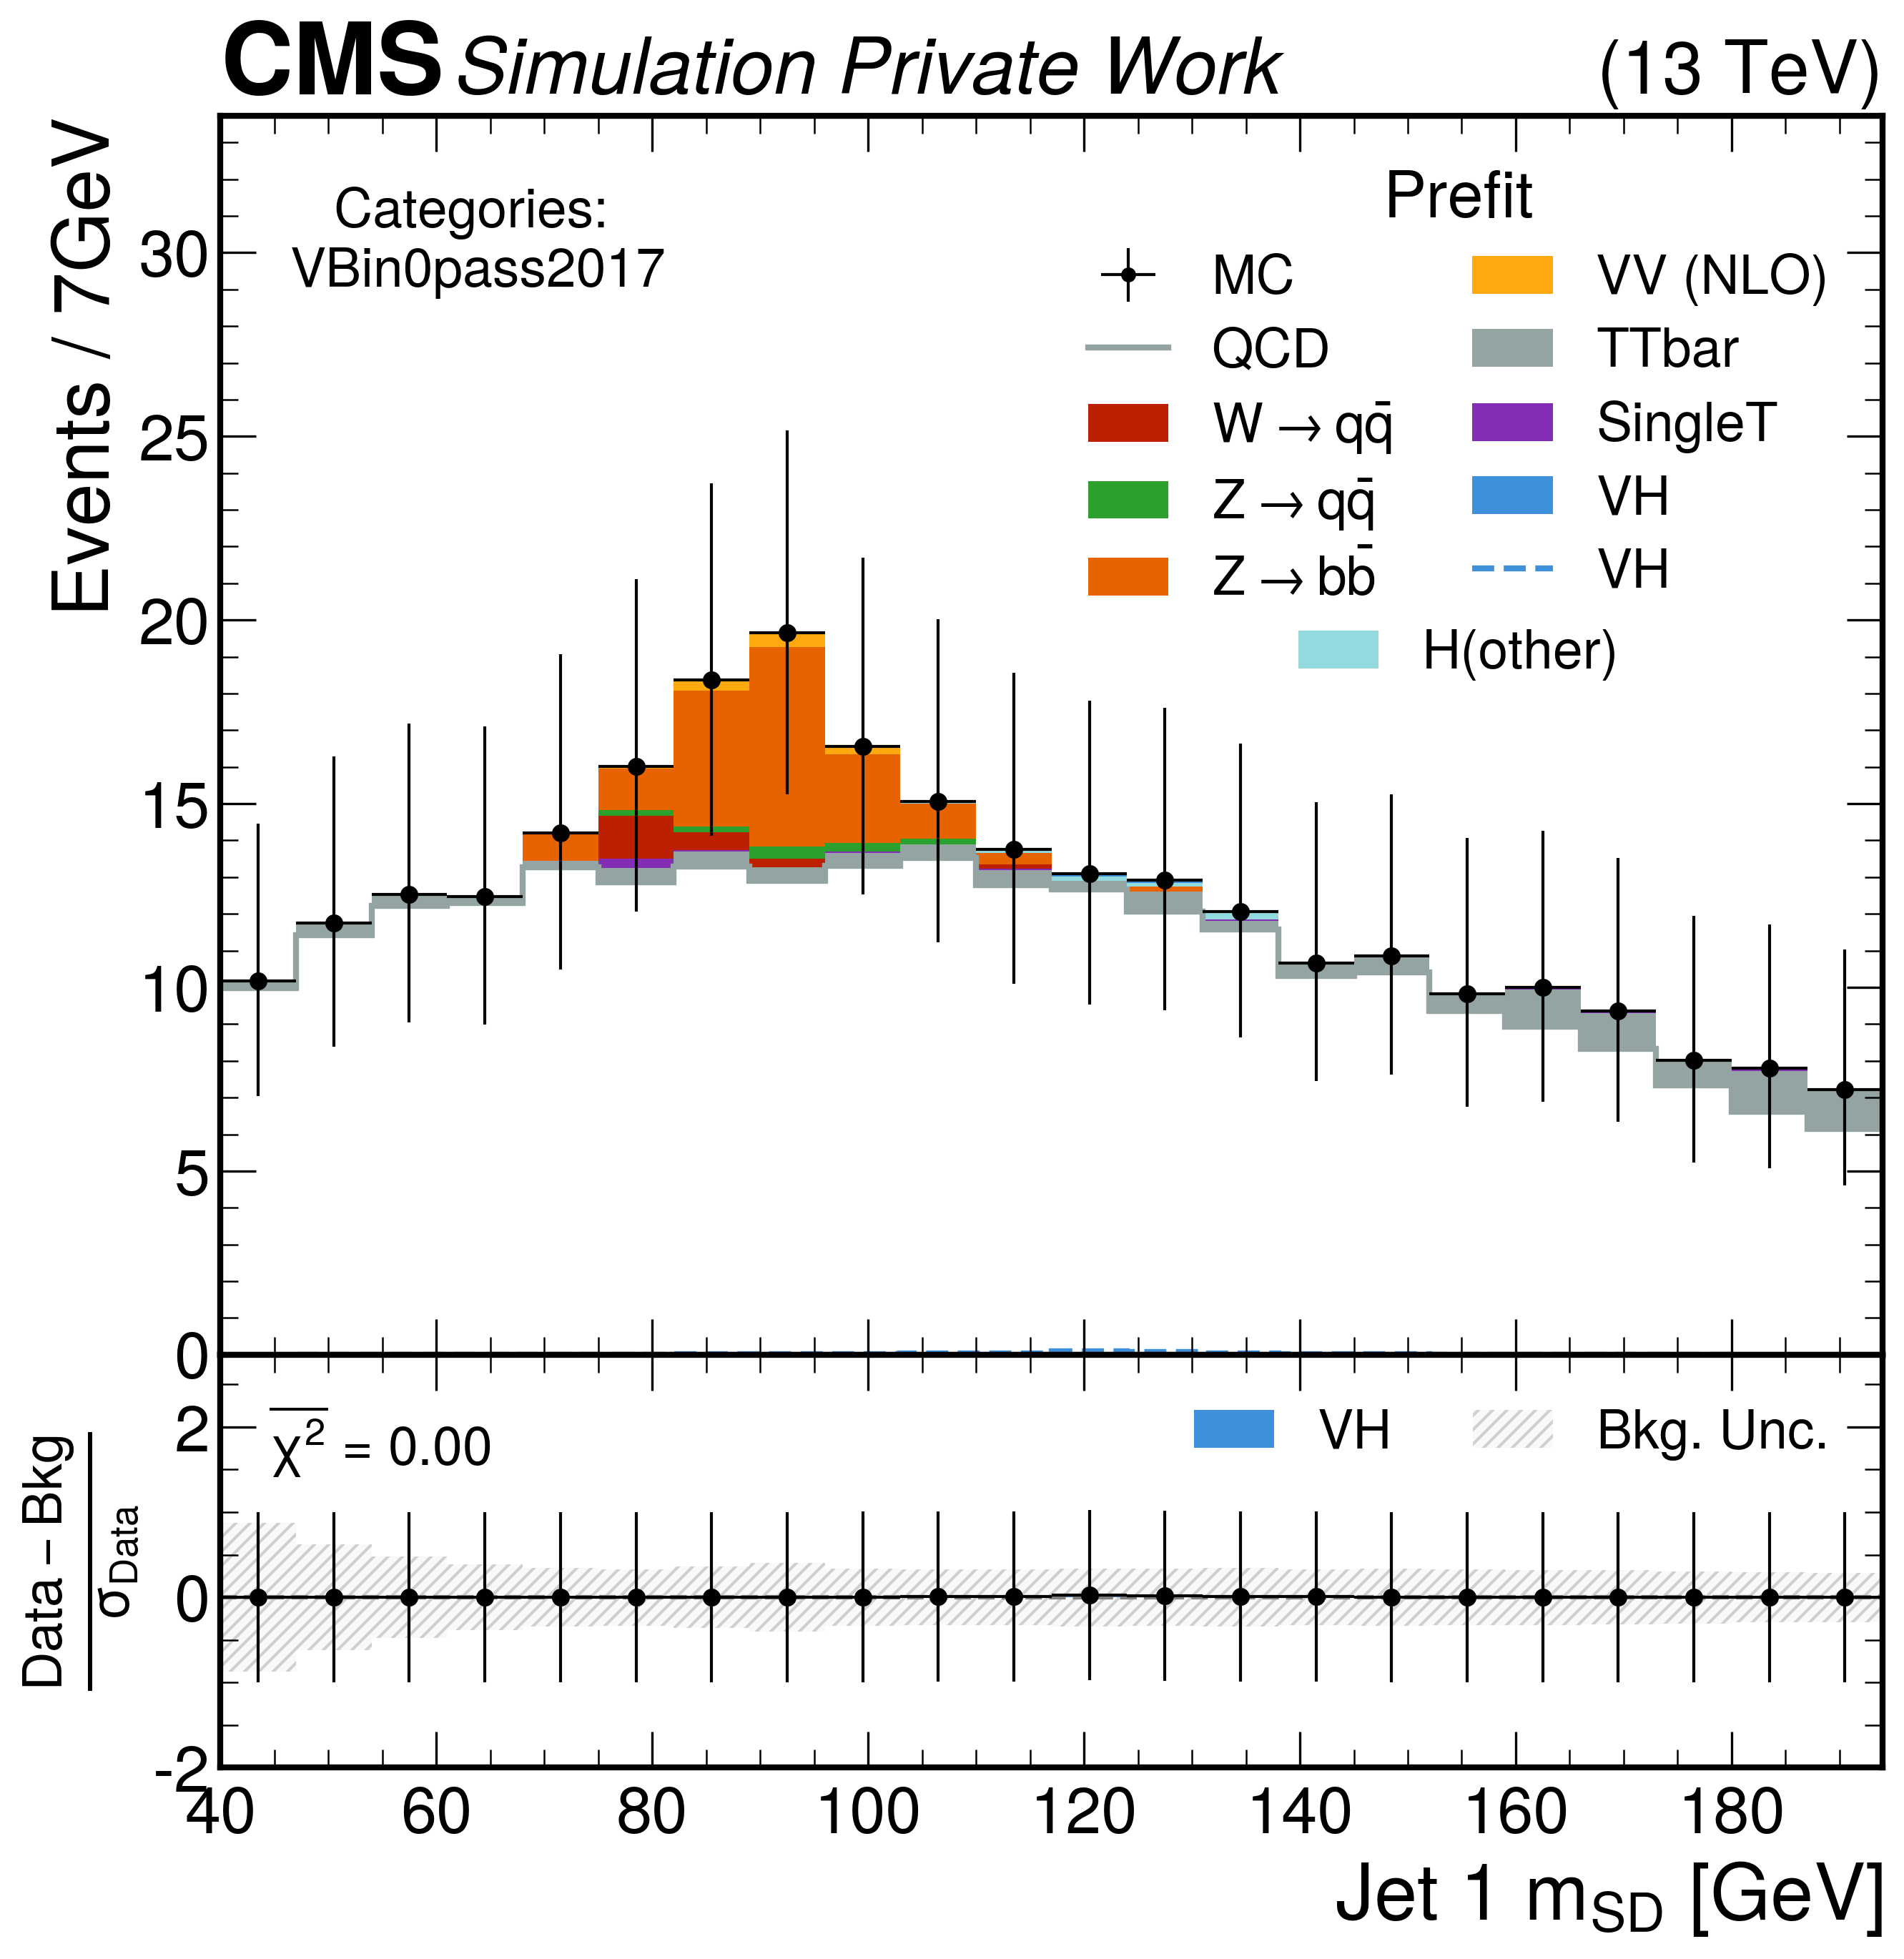 CMS Simulation Private Work (13 TeV)
Events / 7GeV
Categories:
VBin0pass2017
Prefit
MC
QCD
W → qq̄
Z → qq̄
Z → bb̄
VV (NLO)
TTbar
SingleT
VH
VH
H(other)
30
25
20
15
10
5
0
Data − Bkg
σData
χ² = 0.00
VH
Bkg. Unc.
2
0
-2
40 60 80 100 120 140 160 180
Jet 1 mSD [GeV]